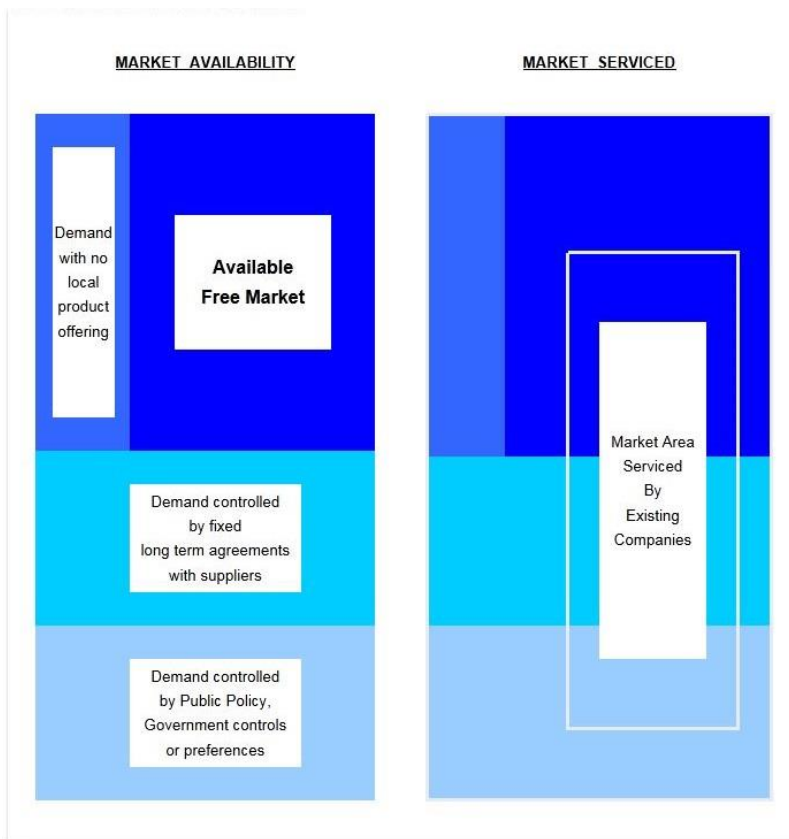 MARKET AVAILABILITY
MARKET SERVICED
Demand
with no
local
product
offering
Available
Free Market
Demand controlled
by fixed
long term agreements
with suppliers
Demand controlled
by Public Policy,
Government controls
or preferences
Market Area
Serviced
By
Existing
Companies